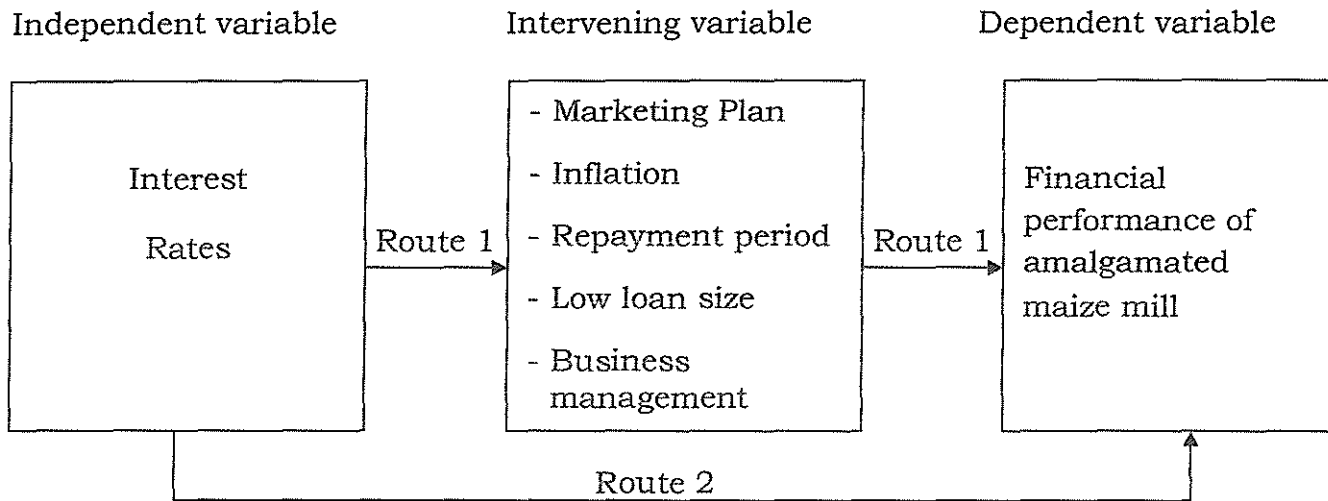 Independent variable
Intervening variable
Dependent variable
Interest
Rates
Route 1
- Marketing Plan
- Inflation
- Repayment period
- Low loan size
- Business
management
Route 1
Financial
performance of
amalgamated
maize mill
Route 2